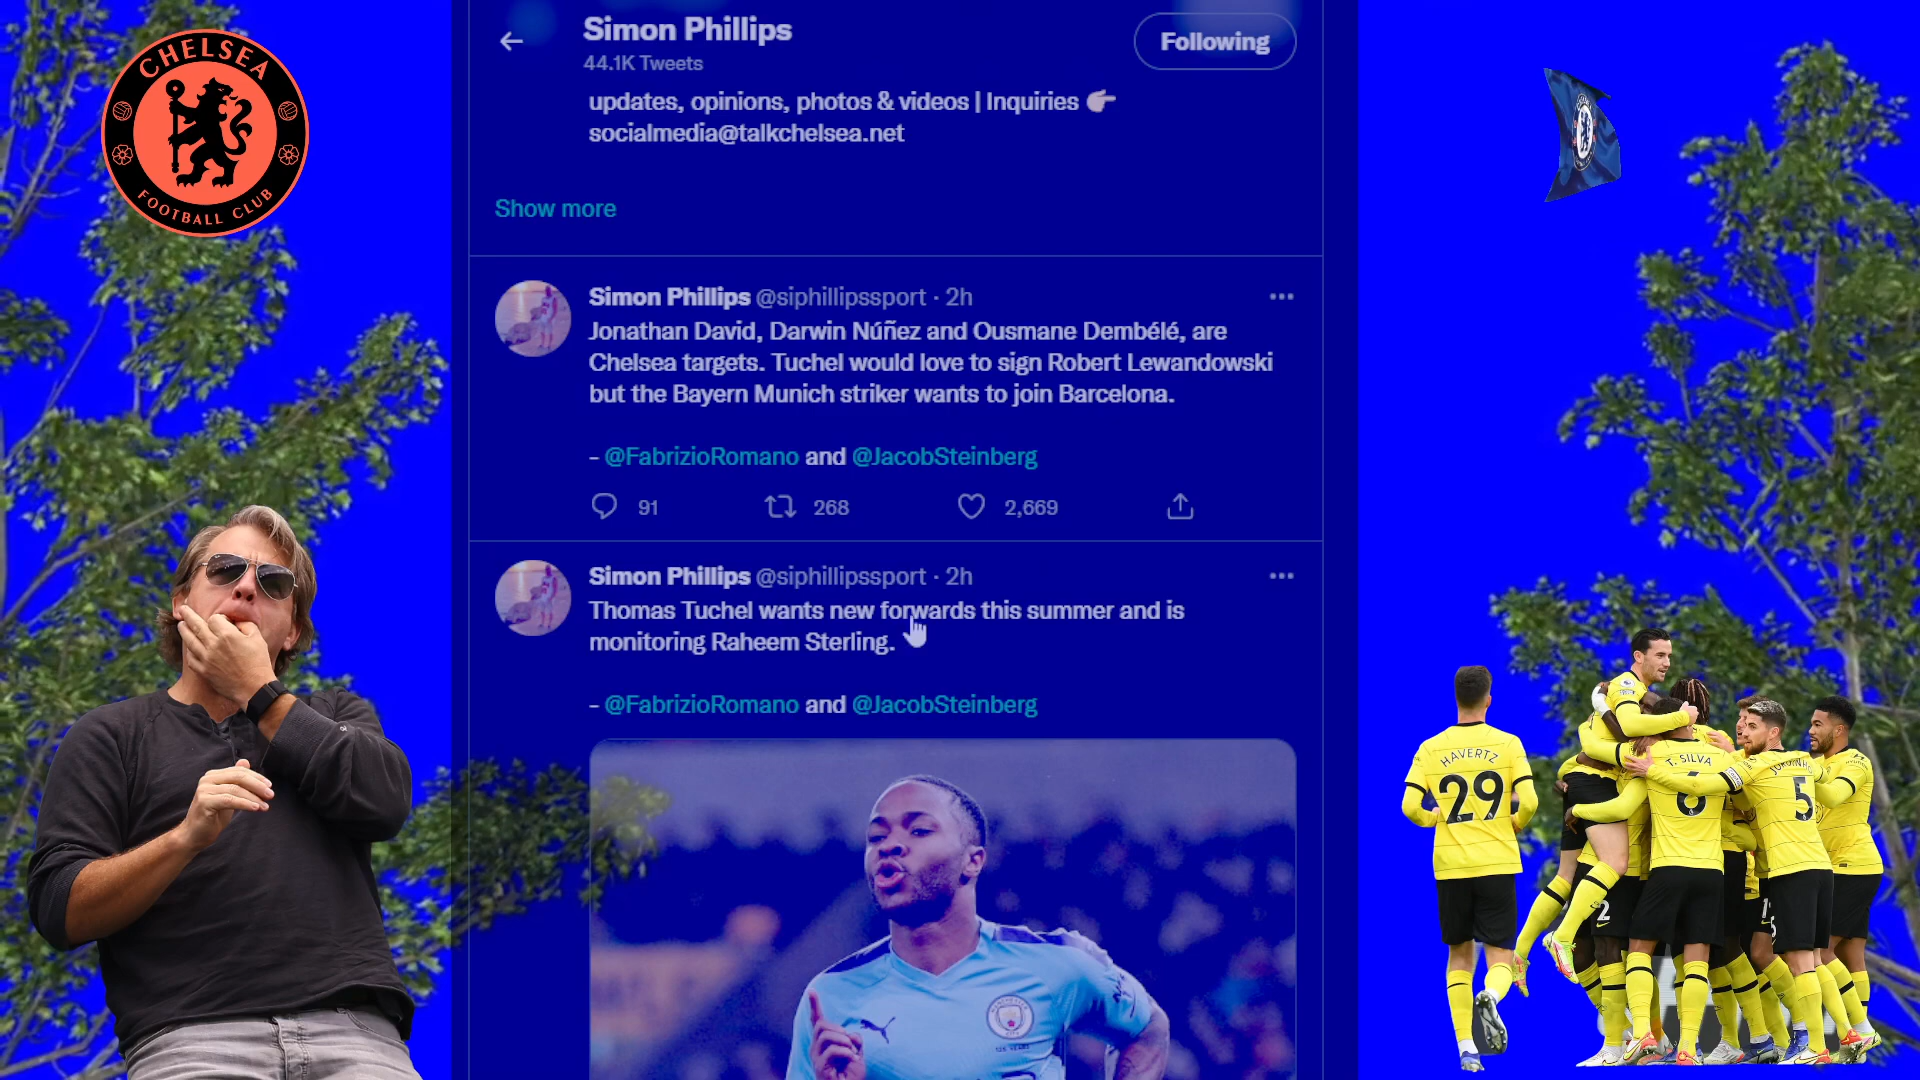 CHELSEA
FOOTBALL CLUB
Simon Phillips
44.1K Tweets
Following
updates, opinions, photos & videos | Inquiries 👉
socialmedia@talkchelsea.net
Show more
Simon Phillips @siphillipssport · 2h
Jonathan David, Darwin Núñez and Ousmane Dembélé, are
Chelsea targets. Tuchel would love to sign Robert Lewandowski
but the Bayern Munich striker wants to join Barcelona.
- @FabrizioRomano and @JacobSteinberg
91 268 2,669
Simon Phillips @siphillipssport · 2h
Thomas Tuchel wants new forwards this summer and is
monitoring Raheem Sterling.
- @FabrizioRomano and @JacobSteinberg
HAVERTZ
29
T. SILVA
6
JORGINHO
5
2